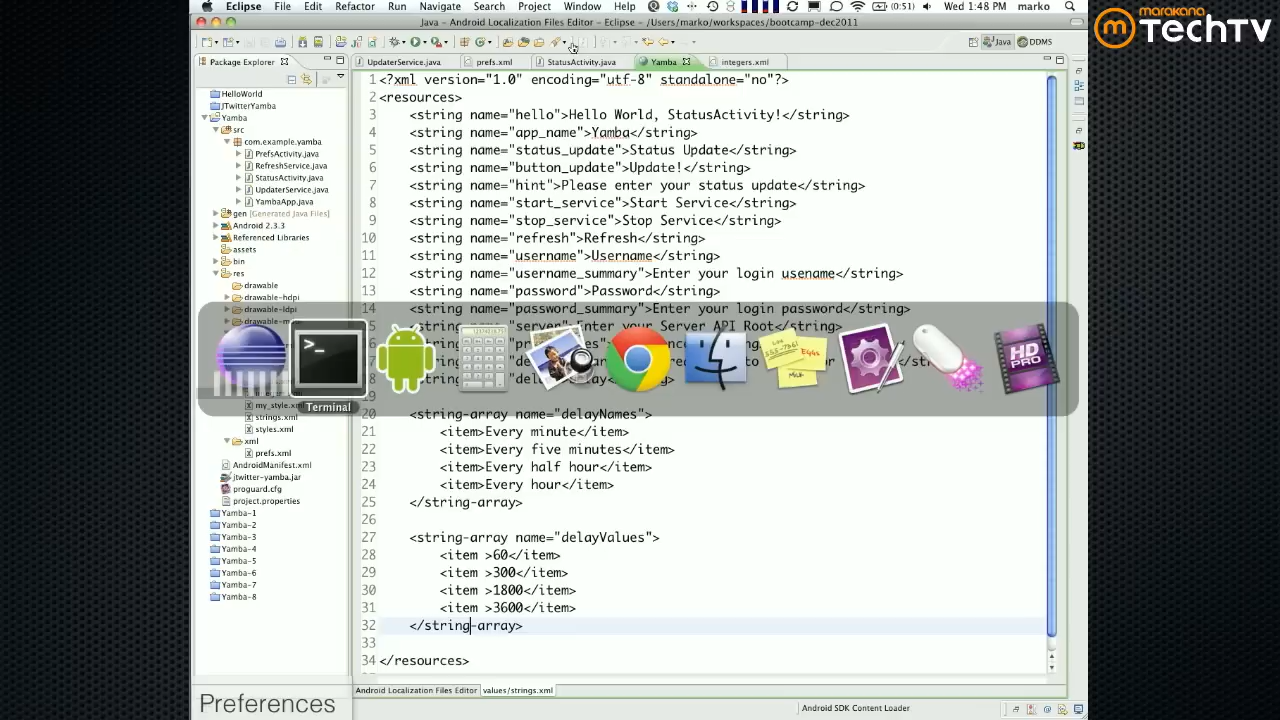 Eclipse File Edit Refactor Run Navigate Search Project Window Help (0:51) Wed 1:48 PM marko
Java - Android Localization Files Editor - Eclipse - /Users/marko/workspaces/bootcamp-dec2011
marakana
TechTV
Java DDMS
Package Explorer
UpdaterService.java prefs.xml StatusActivity.java Yamba integers.xml
HelloWorld
JTwitterYamba
Yamba
src
com.example.yamba
PrefsActivity.java
RefreshService.java
StatusActivity.java
UpdaterService.java
YambaApp.java
gen [Generated Java Files]
Android 2.3.3
Referenced Libraries
assets
bin
res
drawable
drawable-hdpi
drawable-ldpi
my_style.xml
strings.xml
styles.xml
xml
prefs.xml
AndroidManifest.xml
jtwitter-yamba.jar
proguard.cfg
project.properties
Yamba-1
Yamba-2
Yamba-3
Yamba-4
Yamba-5
Yamba-6
Yamba-7
Yamba-8
1 <?xml version="1.0" encoding="utf-8" standalone="no"?>
2 <resources>
3 <string name="hello">Hello World, StatusActivity!</string>
4 <string name="app_name">Yamba</string>
5 <string name="status_update">Status Update</string>
6 <string name="button_update">Update!</string>
7 <string name="hint">Please enter your status update</string>
8 <string name="start_service">Start Service</string>
9 <string name="stop_service">Stop Service</string>
10 <string name="refresh">Refresh</string>
11 <string name="username">Username</string>
12 <string name="username_summary">Enter your login usename</string>
13 <string name="password">Password</string>
14 <string name="password_summary">Enter your login password</string>
Enter your Server API Root</string>
Terminal
20 <string-array name="delayNames">
21 <item>Every minute</item>
22 <item>Every five minutes</item>
23 <item>Every half hour</item>
24 <item>Every hour</item>
25 </string-array>
26
27 <string-array name="delayValues">
28 <item >60</item>
29 <item >300</item>
30 <item >1800</item>
31 <item >3600</item>
32 </string-array>
33
34 </resources>
Android Localization Files Editor values/strings.xml
Preferences
Android SDK Content Loader